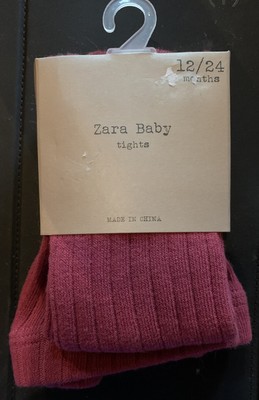 12/24
months
Zara Baby
tights
MADE IN CHINA